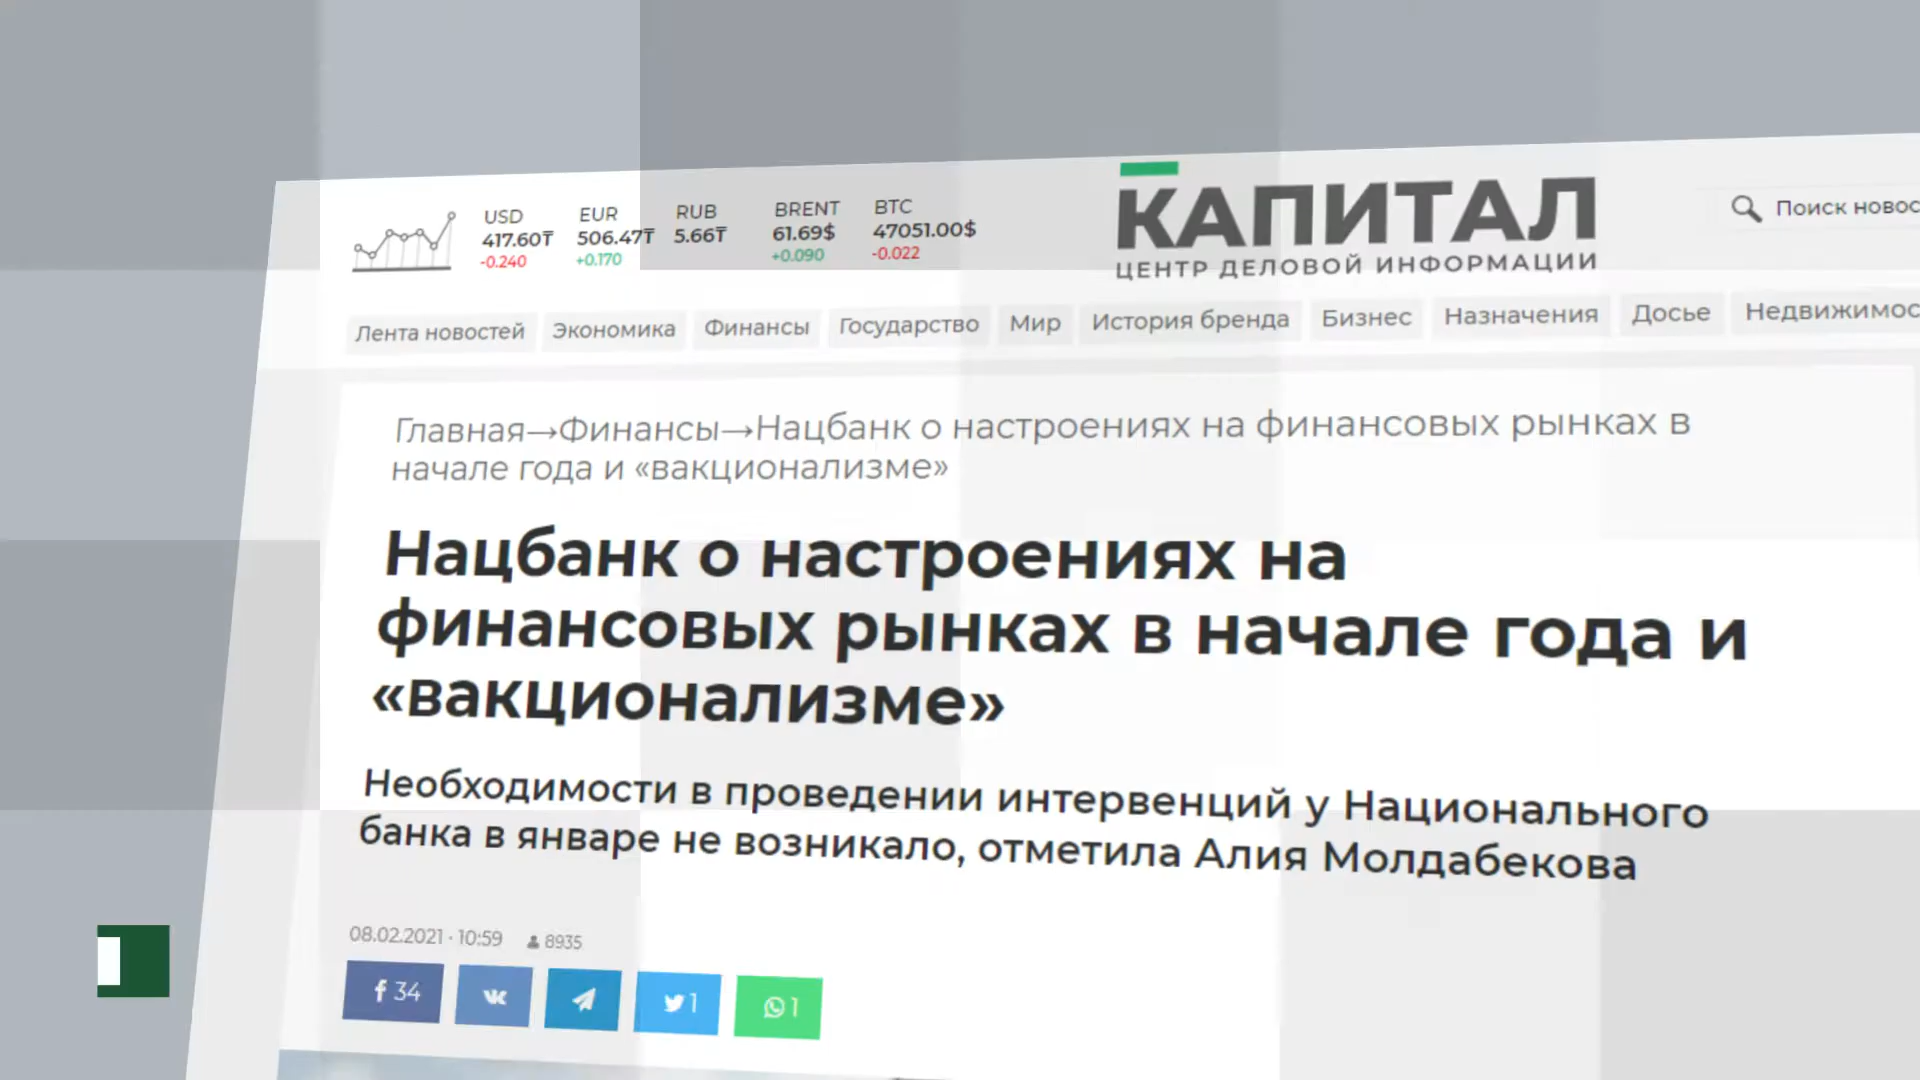 USD EUR RUB BRENT BTC
417.60₸ 506.47₸ 5.66₸ 61.69$ 47051.00$
-0.240 +0.170 +0.090 -0.022
КАПИТАЛ
ЦЕНТР ДЕЛОВОЙ ИНФОРМАЦИИ
Поиск новос
Лента новостей Экономика Финансы Государство Мир История бренда Бизнес Назначения Досье Недвижимос
Главная→Финансы→Нацбанк о настроениях на финансовых рынках в
начале года и «вакционализме»
Нацбанк о настроениях на
финансовых рынках в начале года и
«вакционализме»
Необходимости в проведении интервенций у Национального
банка в январе не возникало, отметила Алия Молдабекова
08.02.2021 · 10:59 8935
34 1 1